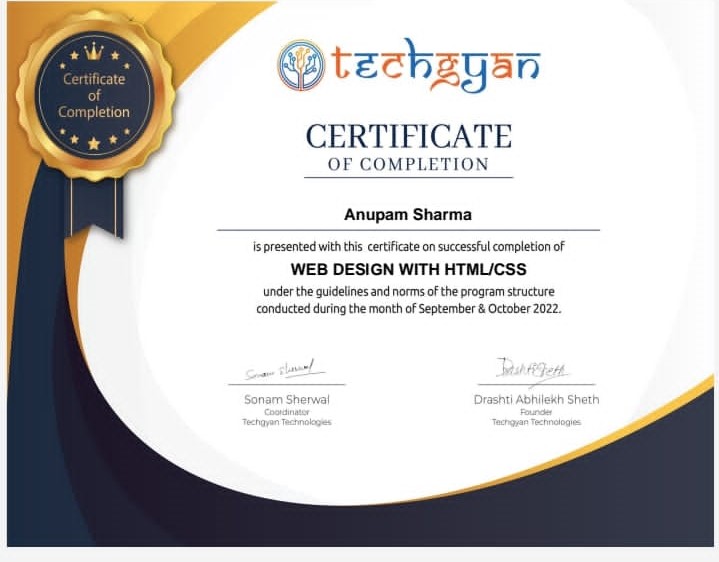 Certificate
of
Completion
techgyan
CERTIFICATE
OF COMPLETION
Anupam Sharma
is presented with this certificate on successful completion of
WEB DESIGN WITH HTML/CSS
under the guidelines and norms of the program structure
conducted during the month of September & October 2022.
Sonam Sherwal
Drashti Sheth
Sonam Sherwal
Drashti Abhilekh Sheth
Coordinator
Founder
Techgyan Technologies
Techgyan Technologies